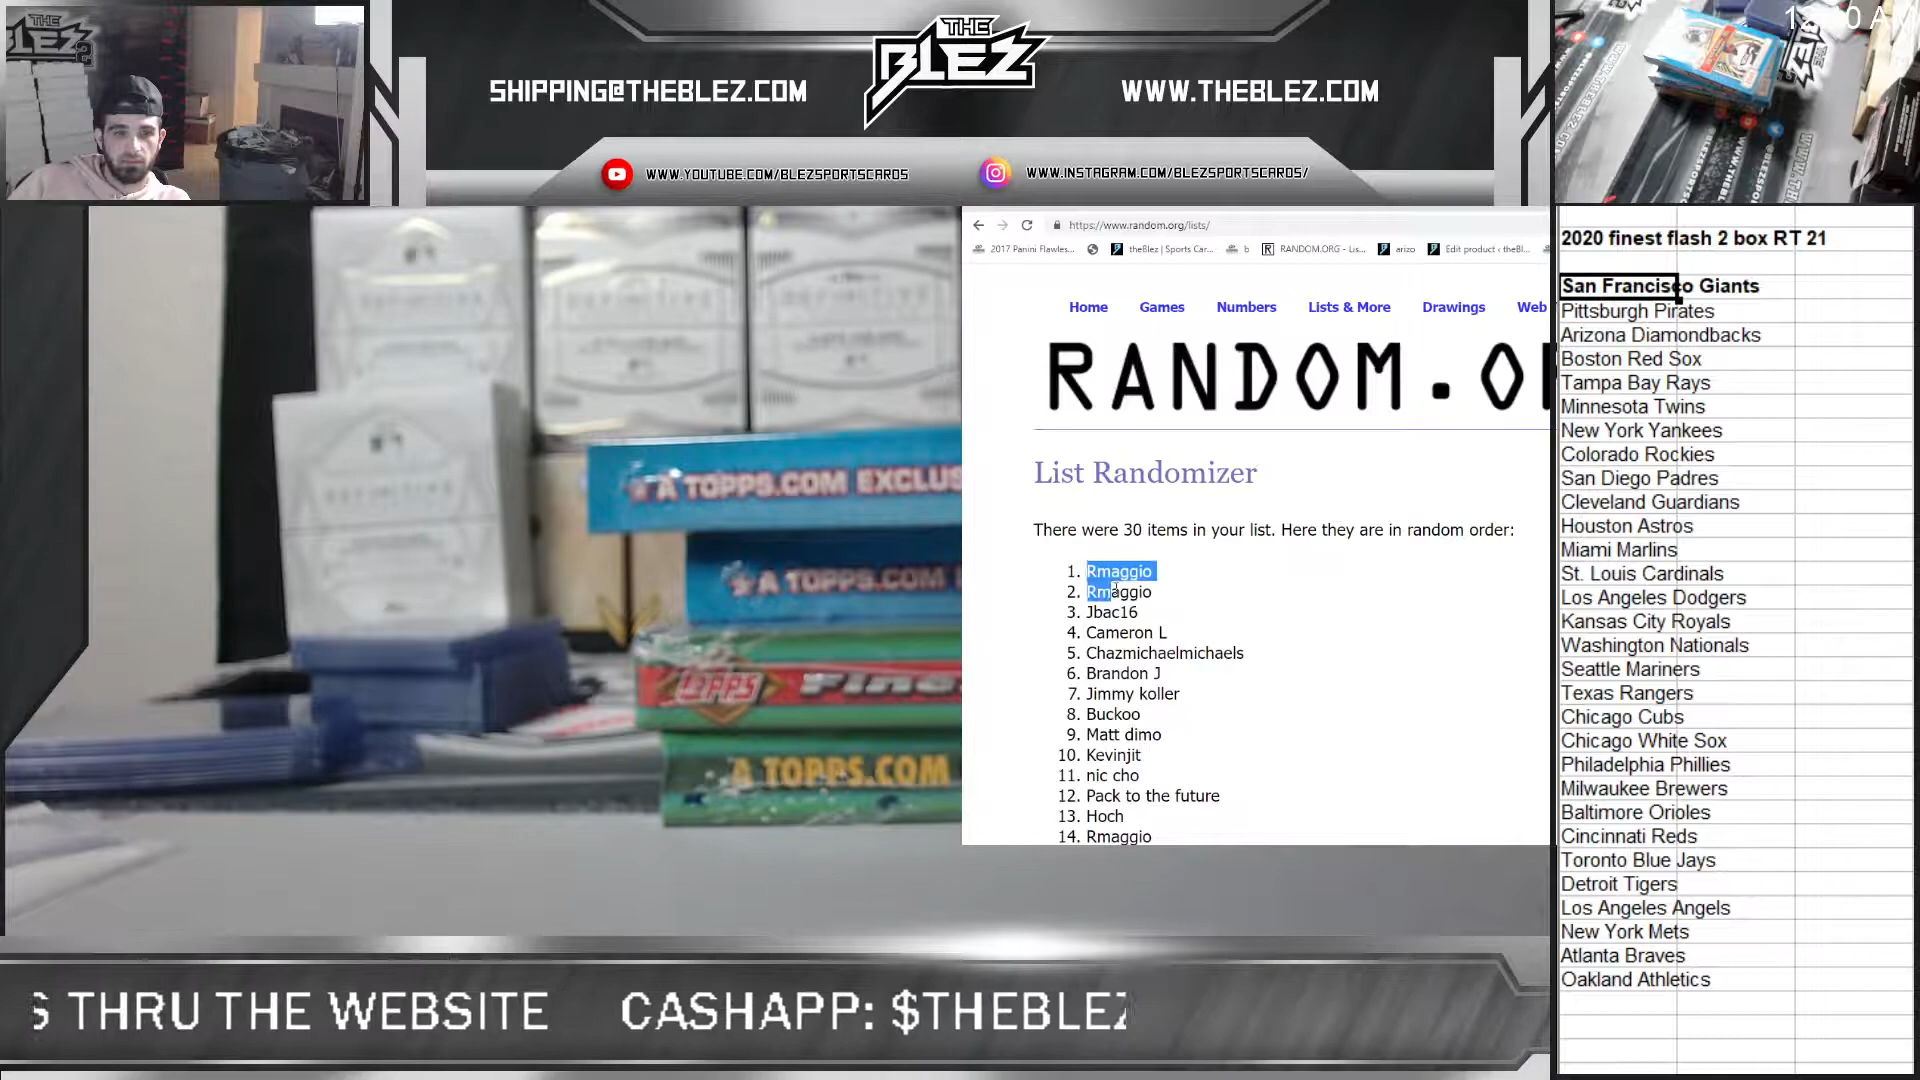 THE
BLEZ
SHIPPING@THEBLEZ.COM
WWW.THEBLEZ.COM
WWW.YOUTUBE.COM/BLEZSPORTSCARDS
WWW.INSTAGRAM.COM/BLEZSPORTSCARDS/
https://www.random.org/lists/
2017 Panini Flawles...
theBlez | Sports Car...
b
RANDOM.ORG - Lis...
arizo
Edit product ‹ theBl...
Home Games Numbers Lists & More Drawings Web
RANDOM.O
List Randomizer
There were 30 items in your list. Here they are in random order:
1. Rmaggio
2. Rmaggio
3. Jbac16
4. Cameron L
5. Chazmichaelmichaels
6. Brandon J
7. Jimmy koller
8. Buckoo
9. Matt dimo
10. Kevinjit
11. nic cho
12. Pack to the future
13. Hoch
14. Rmaggio
A TOPPS.COM EXCLUS
A TOPPS.COM
TOPPS
A TOPPS.COM
2020 finest flash 2 box RT 21
San Francisco Giants
Pittsburgh Pirates
Arizona Diamondbacks
Boston Red Sox
Tampa Bay Rays
Minnesota Twins
New York Yankees
Colorado Rockies
San Diego Padres
Cleveland Guardians
Houston Astros
Miami Marlins
St. Louis Cardinals
Los Angeles Dodgers
Kansas City Royals
Washington Nationals
Seattle Mariners
Texas Rangers
Chicago Cubs
Chicago White Sox
Philadelphia Phillies
Milwaukee Brewers
Baltimore Orioles
Cincinnati Reds
Toronto Blue Jays
Detroit Tigers
Los Angeles Angels
New York Mets
Atlanta Braves
Oakland Athletics
S THRU THE WEBSITE CASHAPP: $THEBLEZ